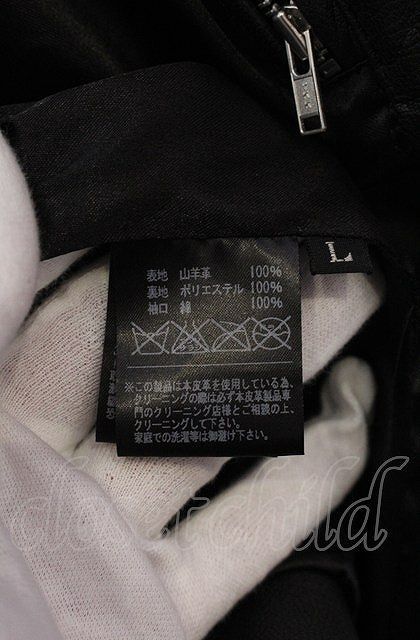 L
表地 山羊革 100%
裏地 ポリエステル 100%
袖口 綿 100%
※この製品は本皮革を使用している為、
クリーニングの際は必ず本皮革製品専
門のクリーニング店様とご相談の上、
クリーニングして下さい。
家庭での洗濯等は御避け下さい。
closetchild